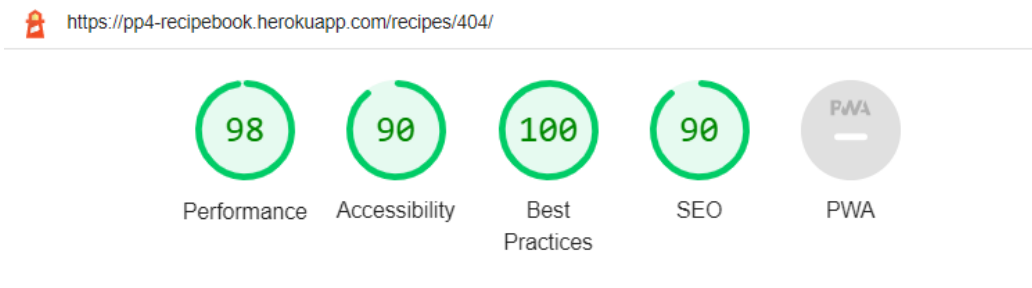 https://pp4-recipebook.herokuapp.com/recipes/404/
98 90 100 90 PWA
Performance Accessibility Best Practices SEO PWA